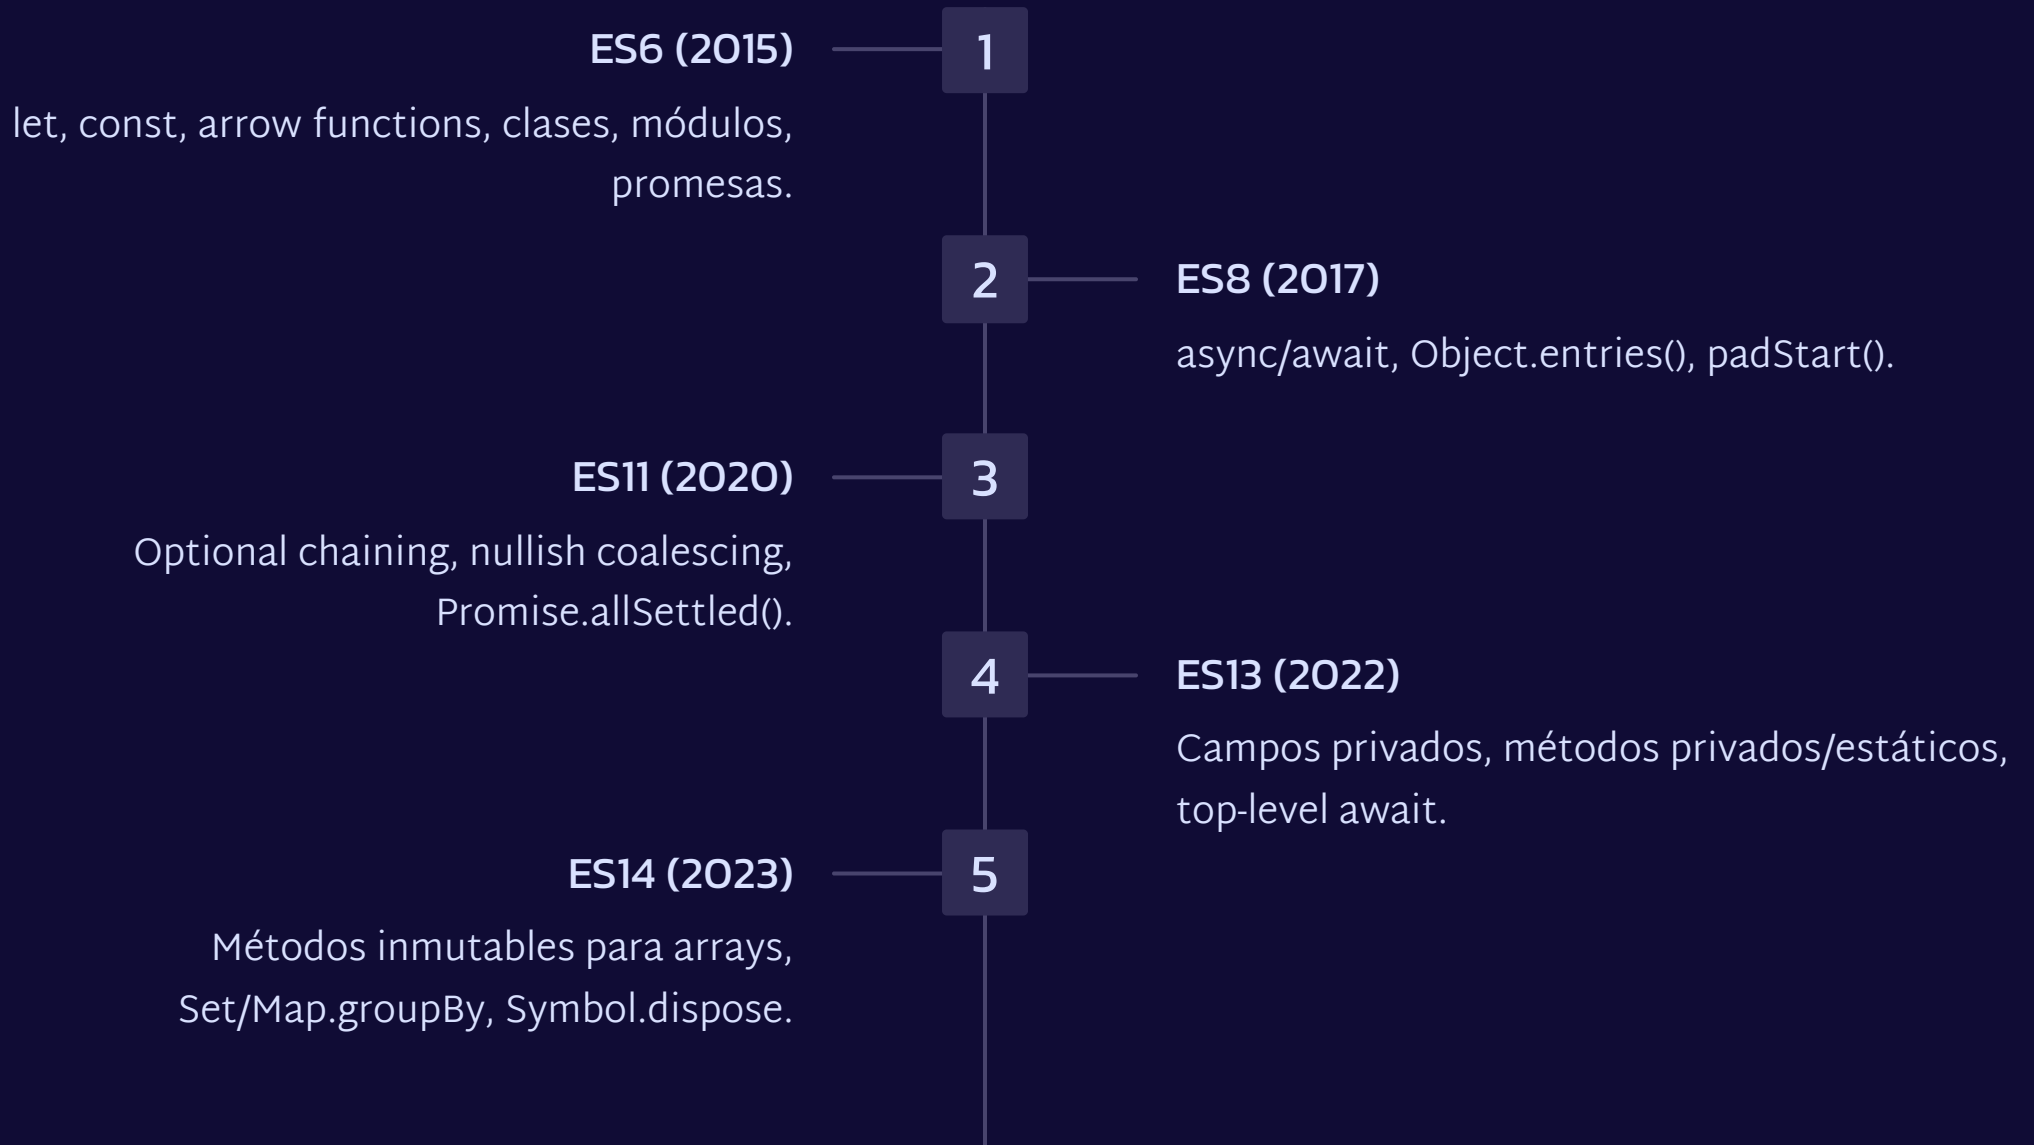 1
ES6 (2015)
let, const, arrow functions, clases, módulos,
promesas.
2
ES8 (2017)
async/await, Object.entries(), padStart().
3
ES11 (2020)
Optional chaining, nullish coalescing,
Promise.allSettled().
4
ES13 (2022)
Campos privados, métodos privados/estáticos,
top-level await.
5
ES14 (2023)
Métodos inmutables para arrays,
Set/Map.groupBy, Symbol.dispose.